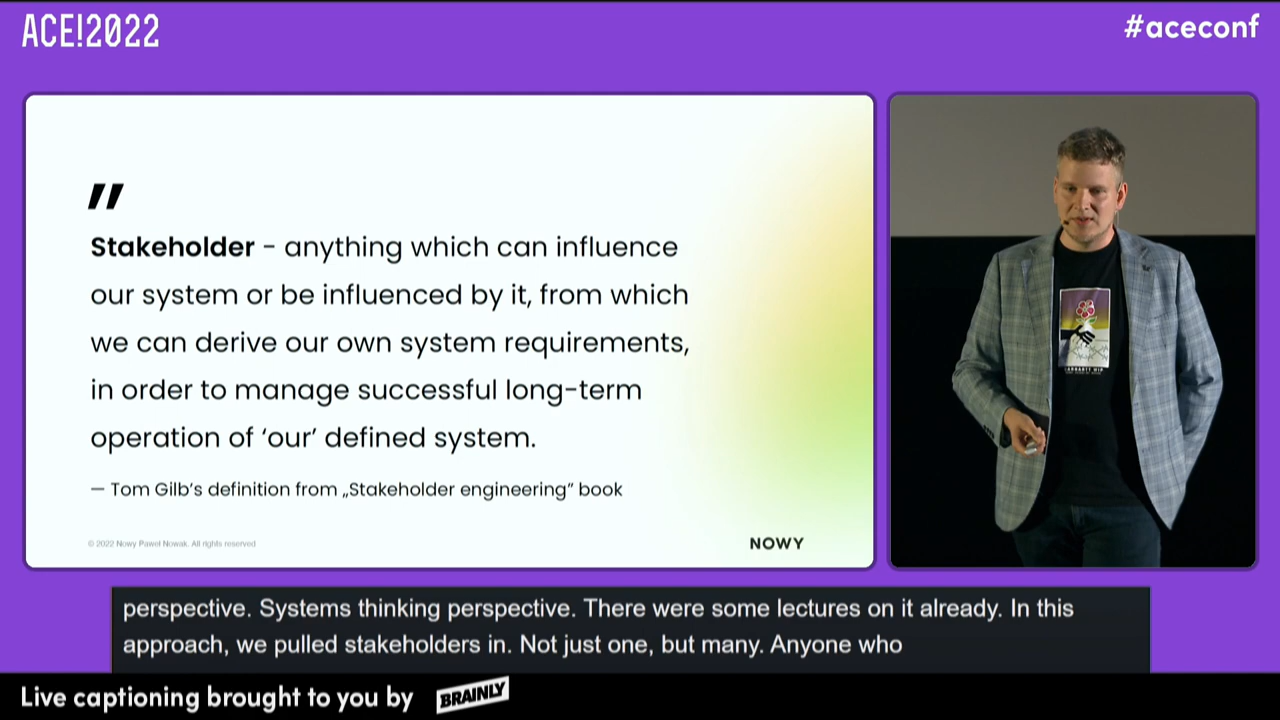 ACE!2022
#aceconf
"
Stakeholder - anything which can influence
our system or be influenced by it, from which
we can derive our own system requirements,
in order to manage successful long-term
operation of ‘our’ defined system.
— Tom Gilb’s definition from „Stakeholder engineering” book
© 2022 Nowy Paweł Nowak. All rights reserved
NOWY
perspective. Systems thinking perspective. There were some lectures on it already. In this
approach, we pulled stakeholders in. Not just one, but many. Anyone who
Live captioning brought to you by BRAINLY